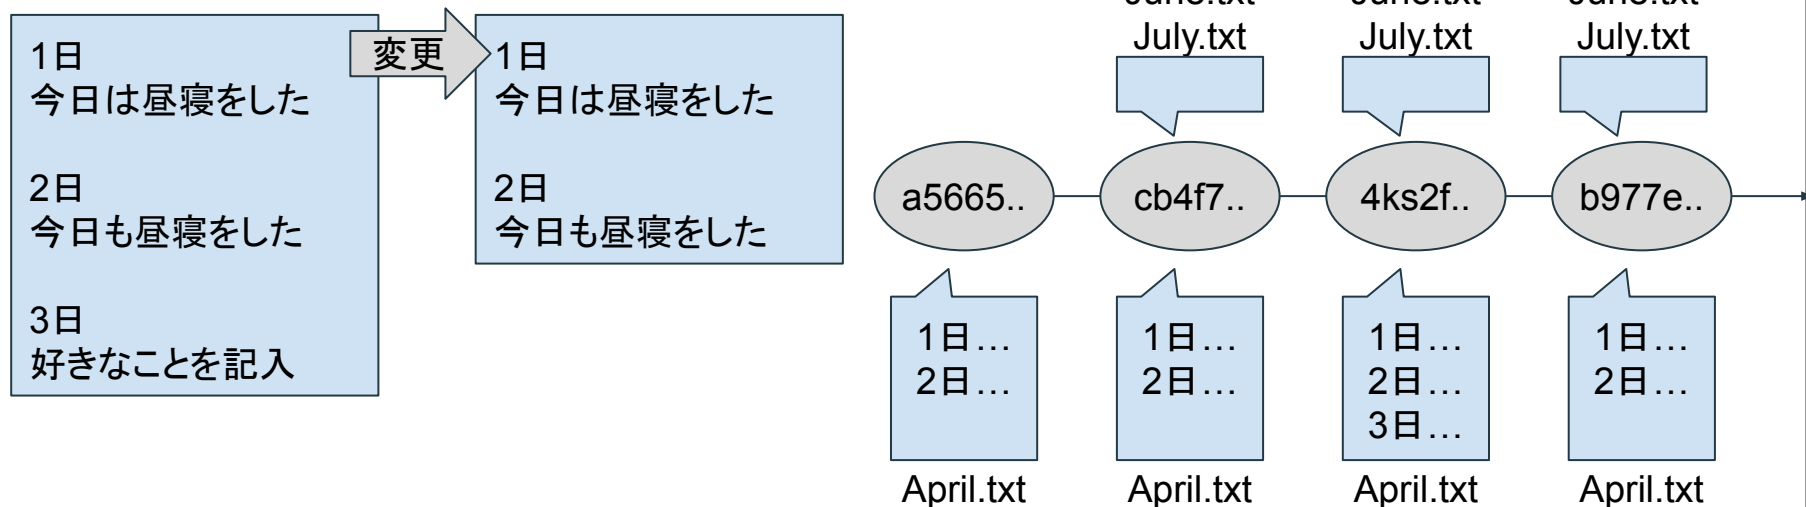 1日
今日は昼寝をした
2日
今日も昼寝をした
3日
好きなことを記入
変更
1日
今日は昼寝をした
2日
今日も昼寝をした
July.txt
July.txt
July.txt
a5665..
cb4f7..
4ks2f..
b977e..
1日…
2日…
April.txt
1日…
2日…
April.txt
1日…
2日…
3日…
April.txt
1日…
2日…
April.txt